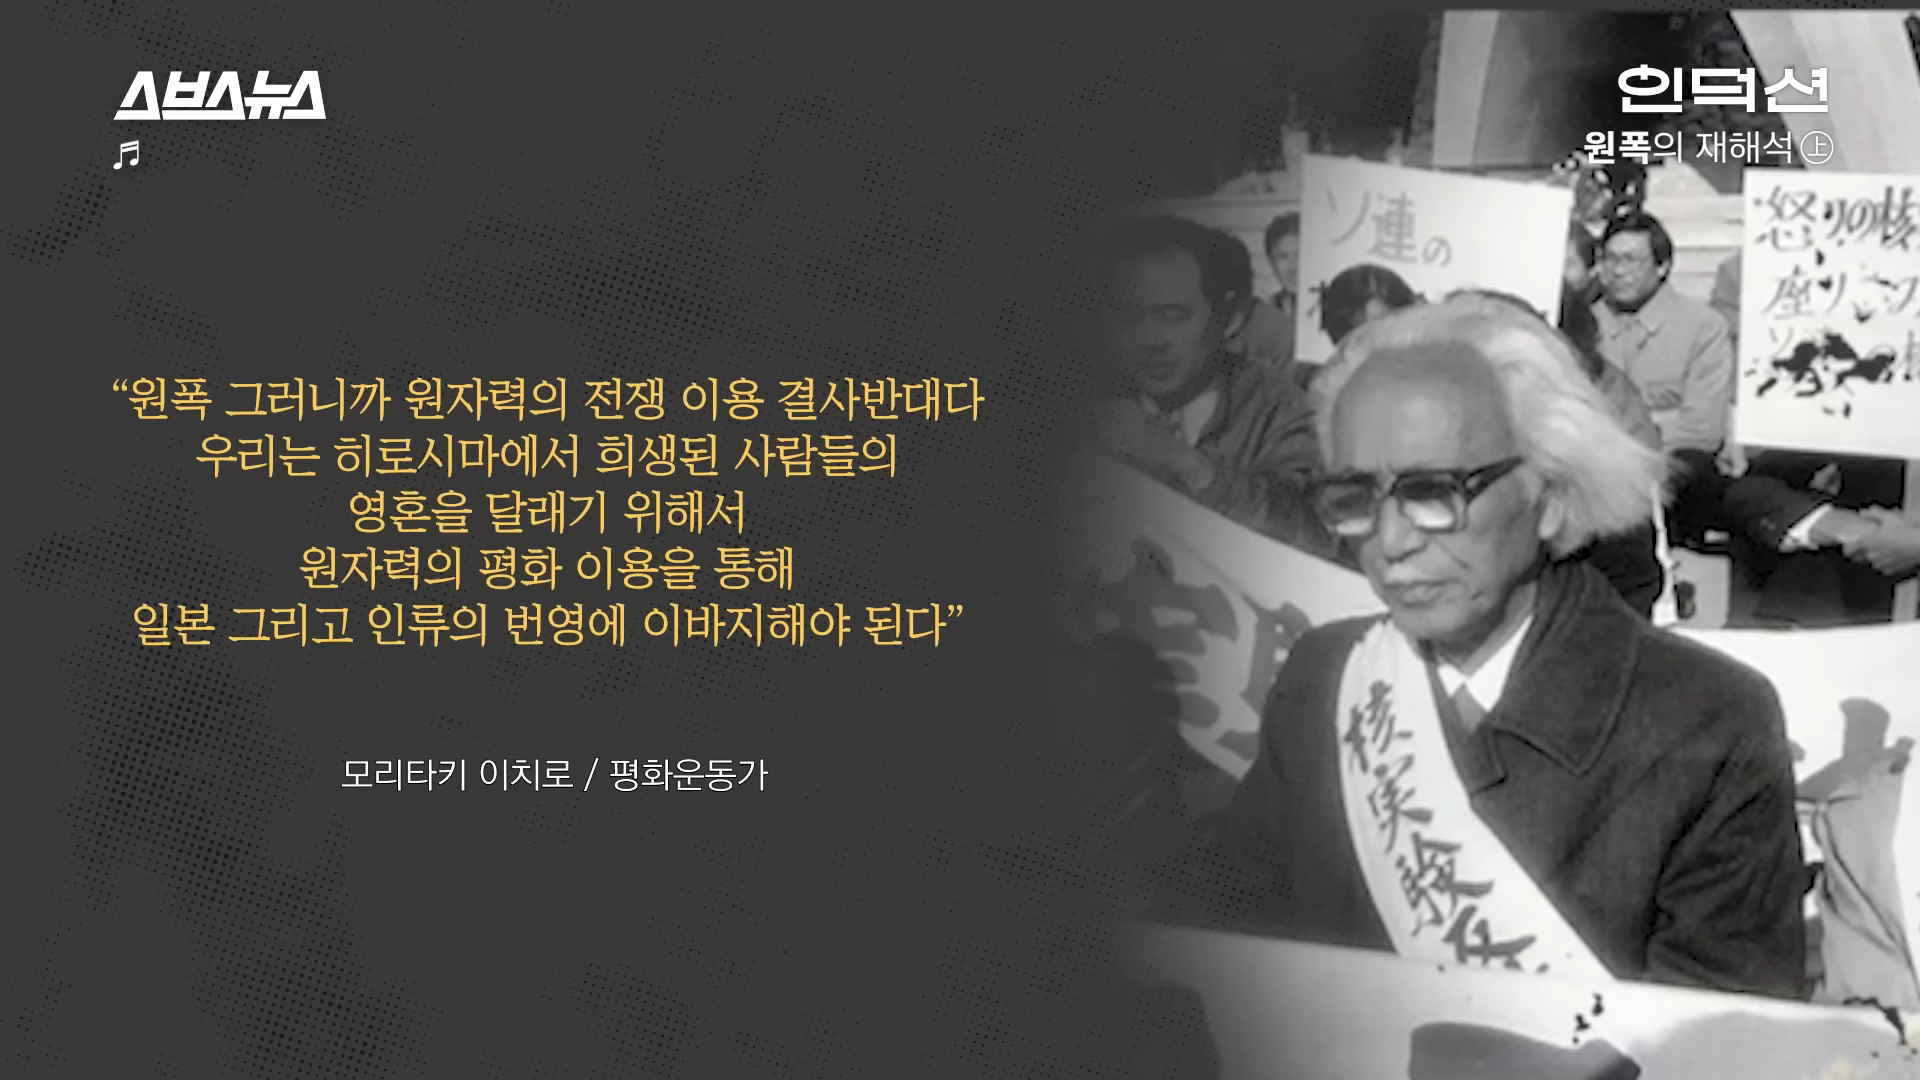 스브스뉴스
인덕션
원폭의 재해석 ㊤
“원폭 그러니까 원자력의 전쟁 이용 결사반대다
우리는 히로시마에서 희생된 사람들의
영혼을 달래기 위해서
원자력의 평화 이용을 통해
일본 그리고 인류의 번영에 이바지해야 된다”
모리타키 이치로 / 평화운동가
ソ連の
怒りの核
座り
核実験反